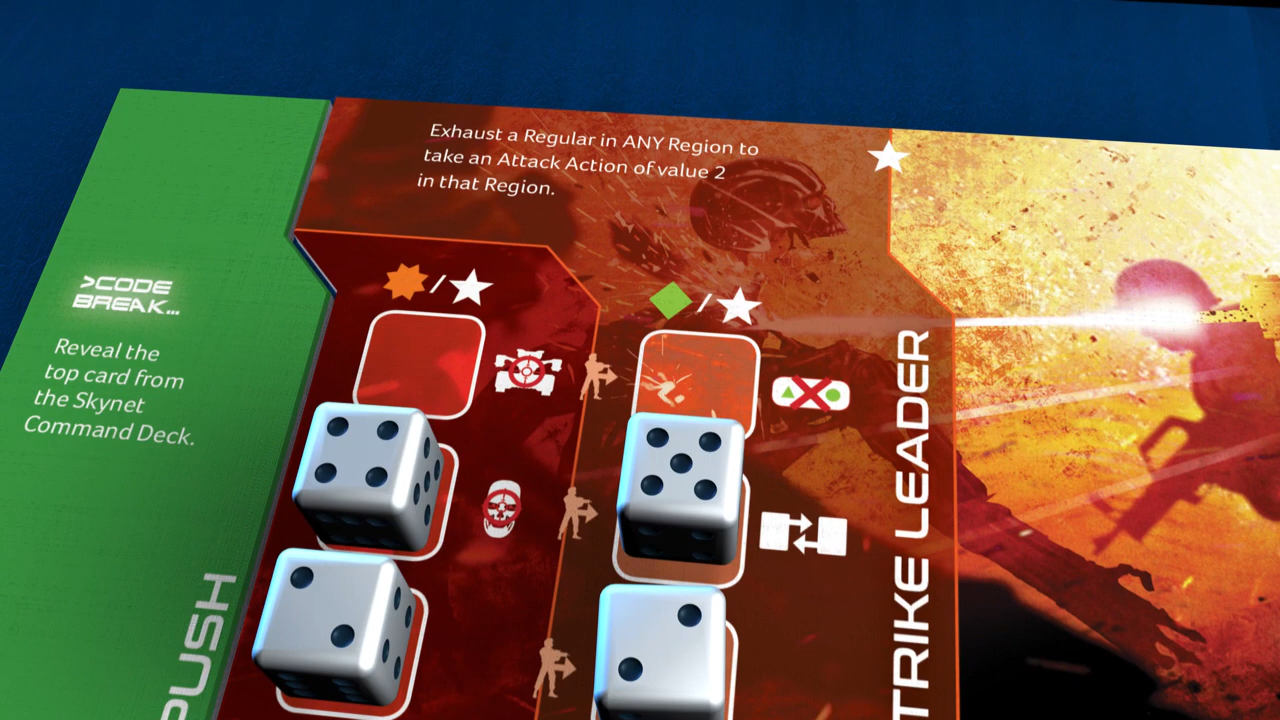 Exhaust a Regular in ANY Region to
take an Attack Action of value 2
in that Region.
>CODE
BREAK...
Reveal the
top card from
the Skynet
Command Deck.
/
/
PUSH
TRIKE LEADER